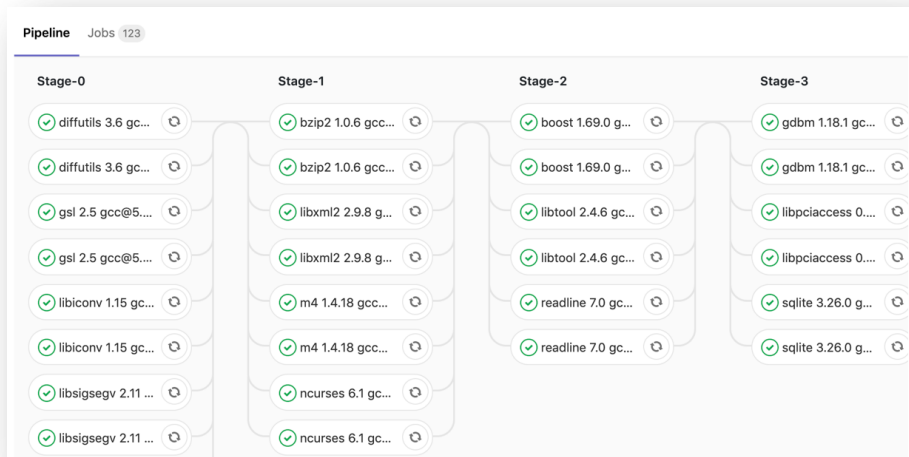 Pipeline Jobs 123
Stage-0 Stage-1 Stage-2 Stage-3
diffutils 3.6 gc... bzip2 1.0.6 gcc... boost 1.69.0 g... gdbm 1.18.1 gc...
diffutils 3.6 gc... bzip2 1.0.6 gcc... boost 1.69.0 g... gdbm 1.18.1 gc...
gsl 2.5 gcc@5.... libxml2 2.9.8 g... libtool 2.4.6 gc... libpciaccess 0....
gsl 2.5 gcc@5.... libxml2 2.9.8 g... libtool 2.4.6 gc... libpciaccess 0....
libiconv 1.15 gc... m4 1.4.18 gcc... readline 7.0 gc... sqlite 3.26.0 g...
libiconv 1.15 gc... m4 1.4.18 gcc... readline 7.0 gc... sqlite 3.26.0 g...
libsigsegv 2.11 ... ncurses 6.1 gc...
libsigsegv 2.11 ... ncurses 6.1 gc...